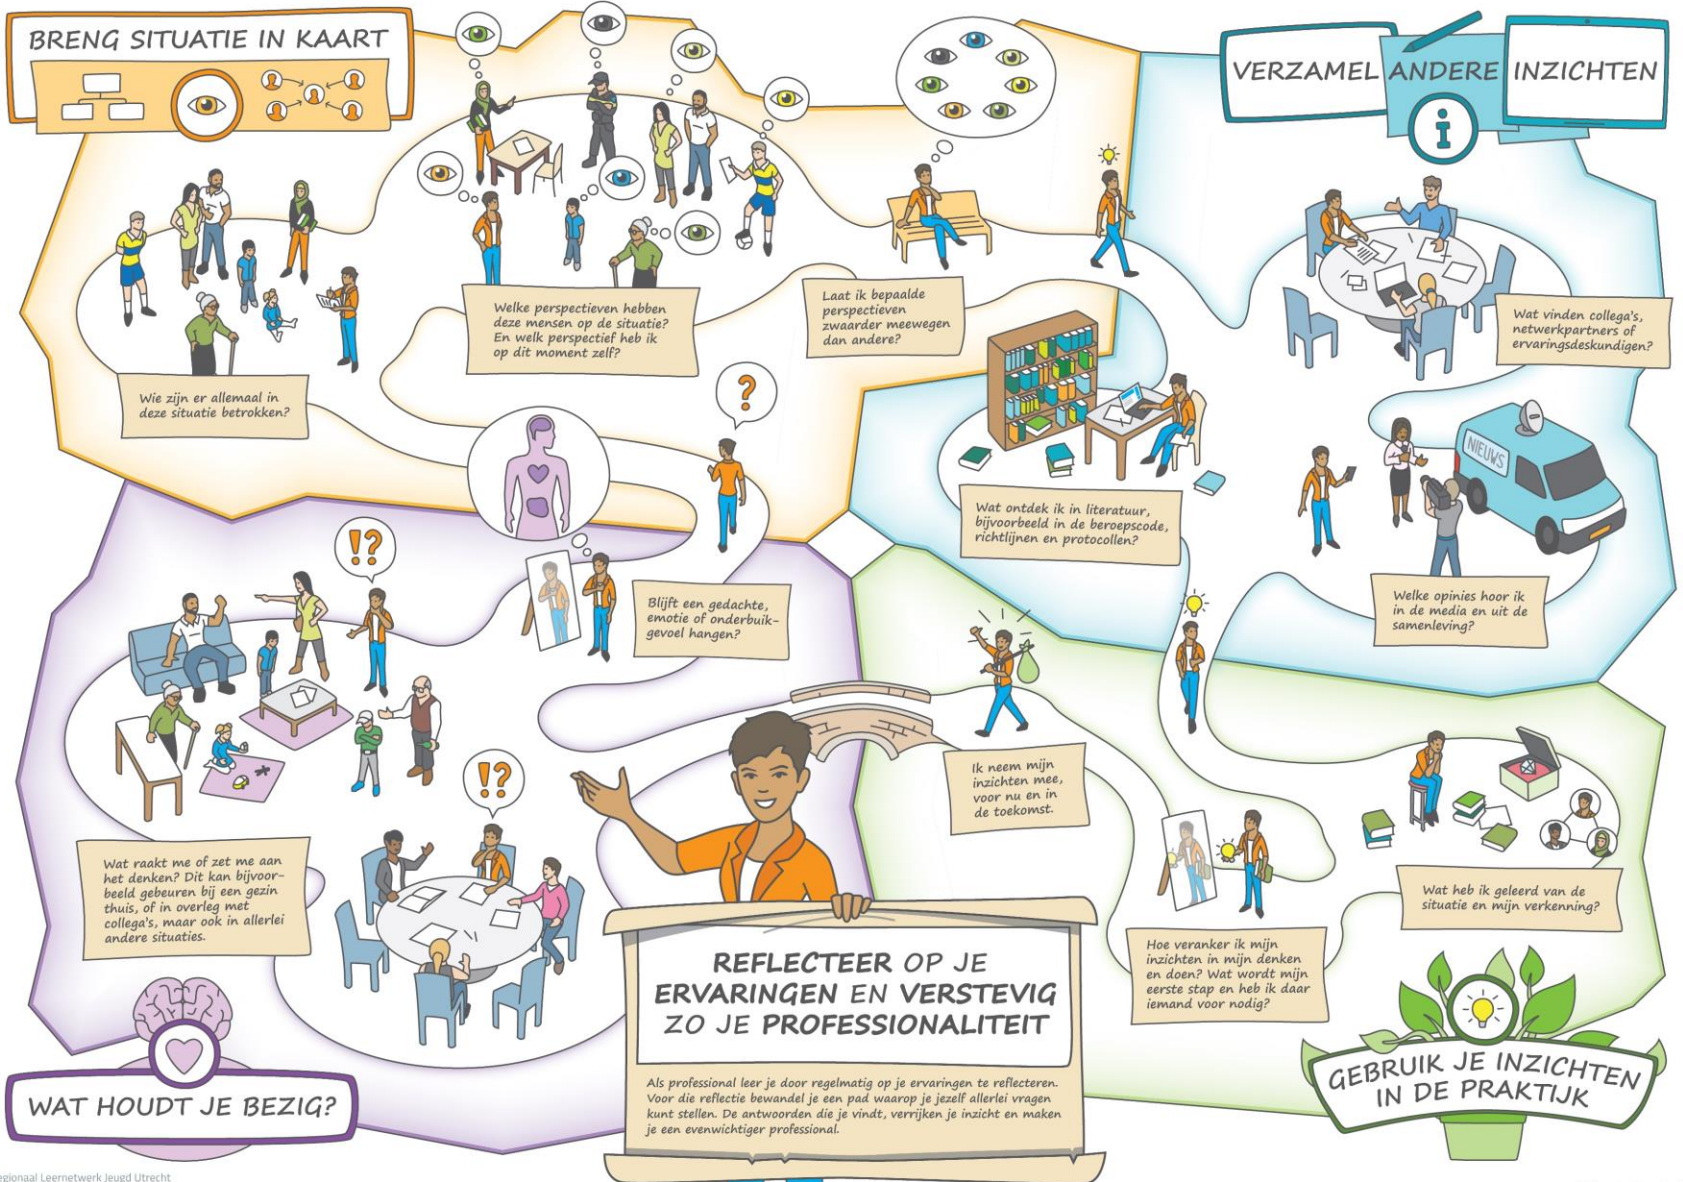 BRENG SITUATIE IN KAART
Wie zijn er allemaal in
deze situatie betrokken?
Welke perspectieven hebben
deze mensen op de situatie?
En welk perspectief heb ik
op dit moment zelf?
Laat ik bepaalde
perspectieven
zwaarder meewegen
dan andere?
VERZAMEL ANDERE INZICHTEN
i
Wat vinden collega's,
netwerkpartners of
ervaringsdeskundigen?
NIEUWS
Welke opinies hoor ik
in de media en uit de
samenleving?
Wat ontdek ik in literatuur,
bijvoorbeeld in de beroepscode,
richtlijnen en protocollen?
?
Blijft een gedachte,
emotie of onderbuik-
gevoel hangen?
!?
!?
Wat raakt me of zet me aan
het denken? Dit kan bijvoor-
beeld gebeuren bij een gezin
thuis, of in overleg met
collega's, maar ook in allerlei
andere situaties.
WAT HOUDT JE BEZIG?
Ik neem mijn
inzichten mee,
voor nu en in
de toekomst.
Hoe veranker ik mijn
inzichten in mijn denken
en doen? Wat wordt mijn
eerste stap en heb ik daar
iemand voor nodig?
Wat heb ik geleerd van de
situatie en mijn verkenning?
GEBRUIK JE INZICHTEN
IN DE PRAKTIJK
REFLECTEER OP JE
ERVARINGEN EN VERSTEVIG
ZO JE PROFESSIONALITEIT
Als professional leer je door regelmatig op je ervaringen te reflecteren.
Voor die reflectie bewandel je een pad waarop je jezelf allerlei vragen
kunt stellen. De antwoorden die je vindt, verrijken je inzicht en maken
je een evenwichtiger professional.
egionaal Leernetwerk Jeugd Utrecht